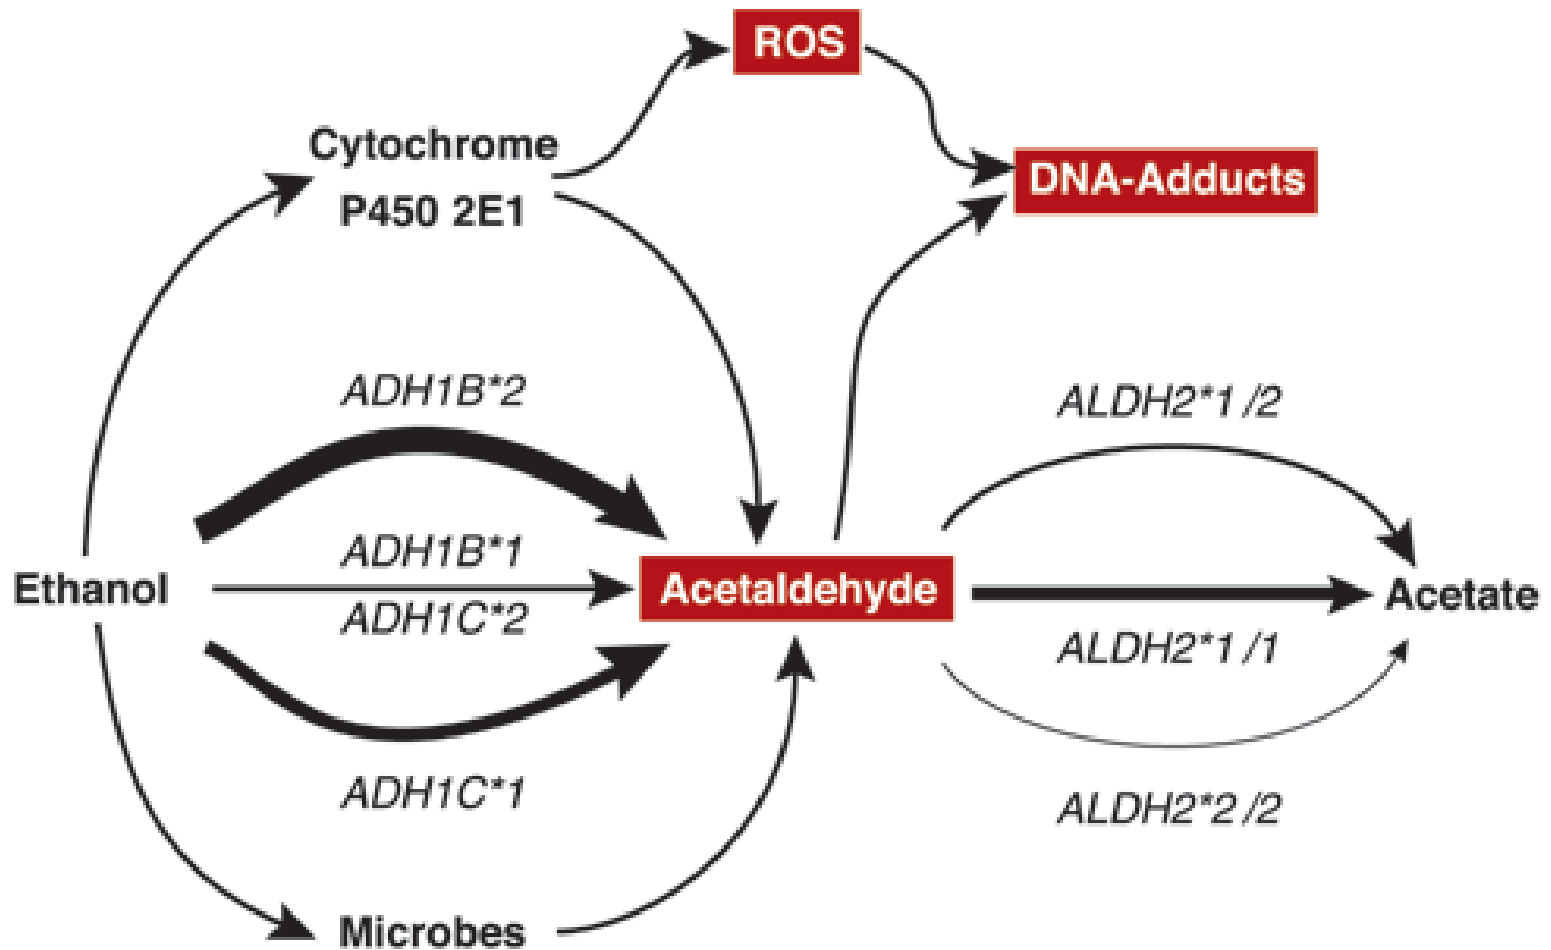 ROS
Cytochrome
P450 2E1
DNA-Adducts
ADH1B*2
ALDH2*1/2
ADH1B*1
Ethanol
Acetaldehyde
Acetate
ADH1C*2
ALDH2*1/1
ADH1C*1
ALDH2*2/2
Microbes